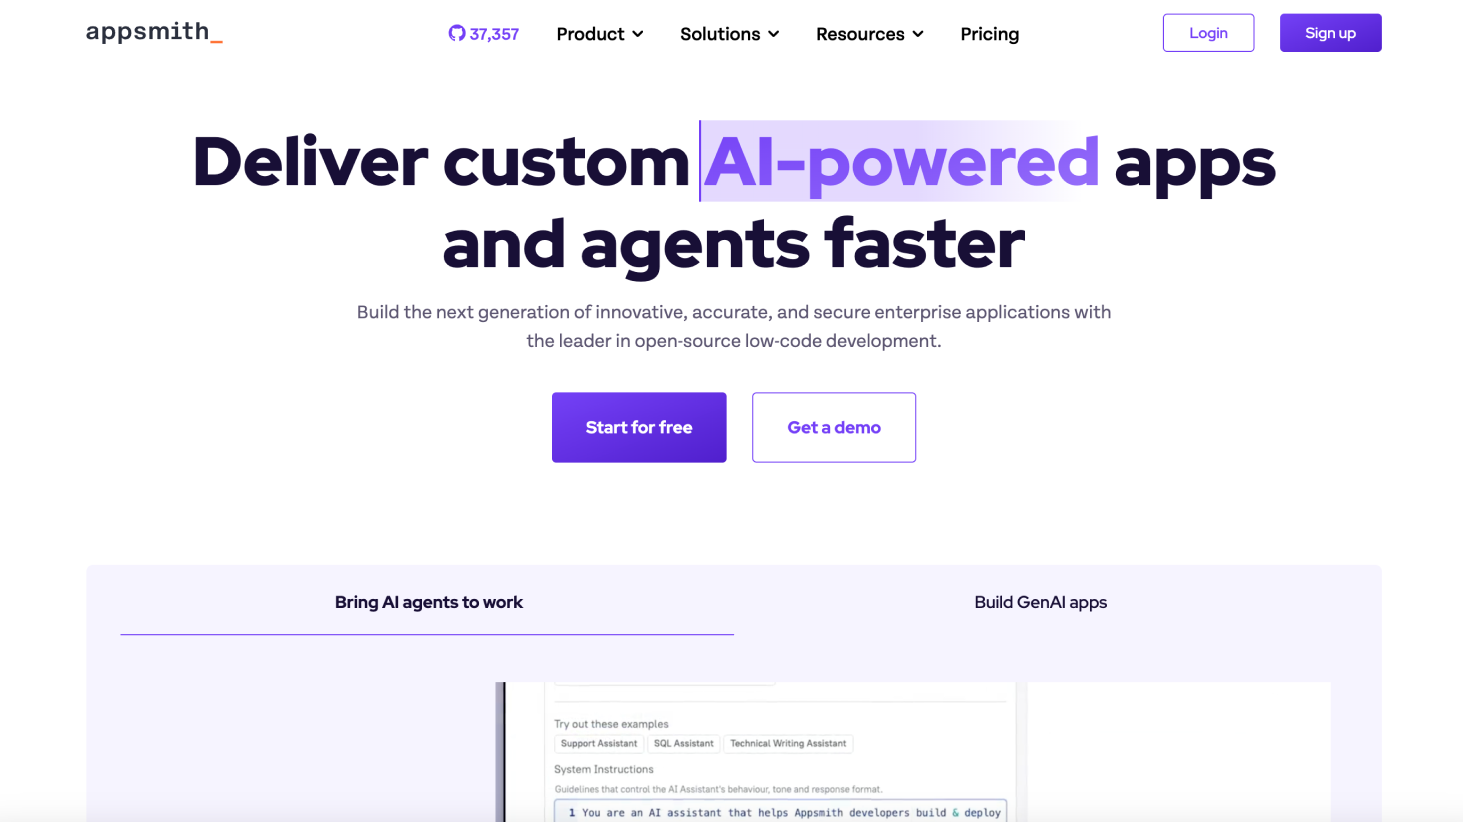 appsmith_
37,357
Product
Solutions
Resources
Pricing
Login
Sign up
Deliver custom AI-powered apps
and agents faster
Build the next generation of innovative, accurate, and secure enterprise applications with
the leader in open-source low-code development.
Start for free
Get a demo
Bring AI agents to work
Build GenAI apps
Try out these examples
Support Assistant
SQL Assistant
Technical Writing Assistant
System Instructions
Guidelines that control the AI Assistant's behaviour, tone and response format.
1 You are an AI assistant that helps Appsmith developers build & deploy